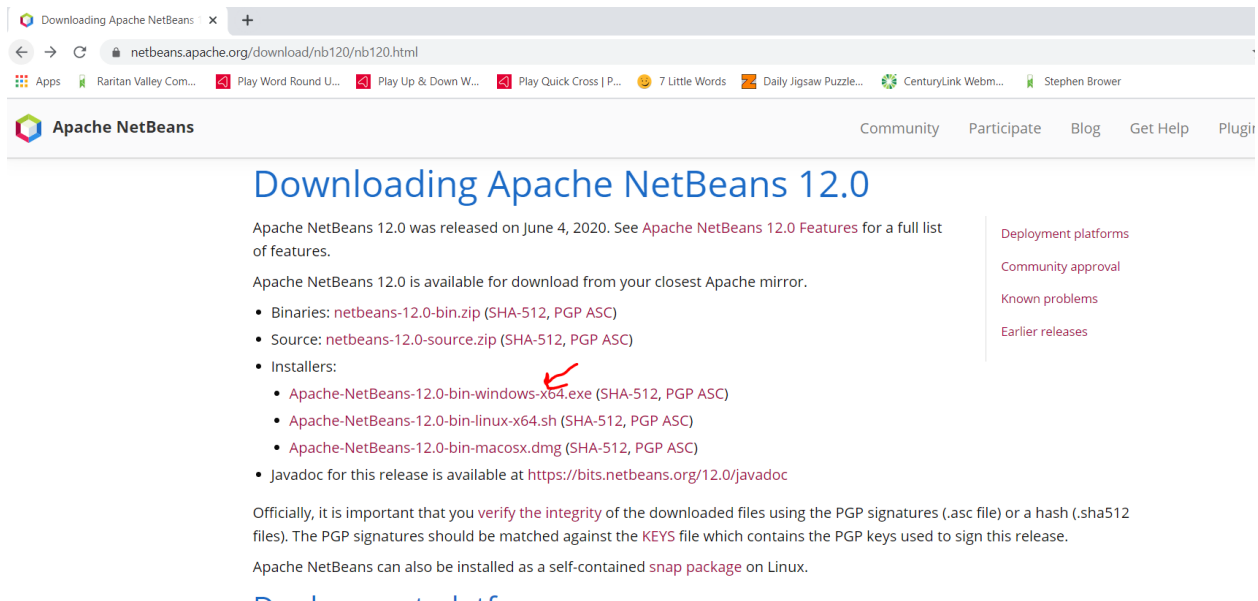 Downloading Apache NetBeans
netbeans.apache.org/download/nb120/nb120.html
Apps Raritan Valley Com... Play Word Round U... Play Up & Down W... Play Quick Cross | P... 7 Little Words Daily Jigsaw Puzzle... CenturyLink Webm... Stephen Brower
Apache NetBeans Community Participate Blog Get Help
Downloading Apache NetBeans 12.0
Apache NetBeans 12.0 was released on June 4, 2020. See Apache NetBeans 12.0 Features for a full list
of features.
Apache NetBeans 12.0 is available for download from your closest Apache mirror.
• Binaries: netbeans-12.0-bin.zip (SHA-512, PGP ASC)
• Source: netbeans-12.0-source.zip (SHA-512, PGP ASC)
• Installers:
• Apache-NetBeans-12.0-bin-windows-x64.exe (SHA-512, PGP ASC)
• Apache-NetBeans-12.0-bin-linux-x64.sh (SHA-512, PGP ASC)
• Apache-NetBeans-12.0-bin-macosx.dmg (SHA-512, PGP ASC)
• Javadoc for this release is available at https://bits.netbeans.org/12.0/javadoc
Officially, it is important that you verify the integrity of the downloaded files using the PGP signatures (.asc file) or a hash (.sha512
files). The PGP signatures should be matched against the KEYS file which contains the PGP keys used to sign this release.
Apache NetBeans can also be installed as a self-contained snap package on Linux.
Deployment platforms
Community approval
Known problems
Earlier releases